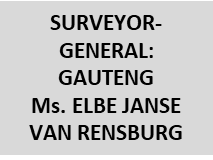 SURVEYOR-
GENERAL:
GAUTENG
Ms. ELBE JANSE
VAN RENSBURG